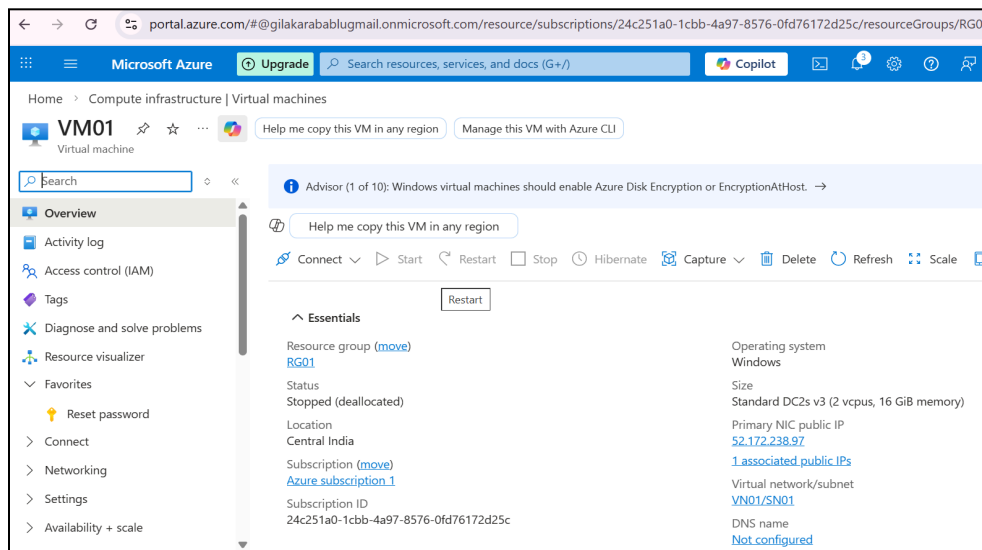 portal.azure.com/#@gilakarabablugmail.onmicrosoft.com/resource/subscriptions/24c251a0-1cbb-4a97-8576-0fd76172d25c/resourceGroups/RG0
Microsoft Azure Upgrade Search resources, services, and docs (G+/) Copilot 3
Home > Compute infrastructure | Virtual machines
VM01 ... Help me copy this VM in any region Manage this VM with Azure CLI
Virtual machine
Search
Advisor (1 of 10): Windows virtual machines should enable Azure Disk Encryption or EncryptionAtHost. →
Overview
Activity log
Access control (IAM)
Tags
Diagnose and solve problems
Resource visualizer
Favorites
Reset password
Connect
Networking
Settings
Availability + scale
Help me copy this VM in any region
Connect Start Restart Stop Hibernate Capture Delete Refresh Scale
Restart
Essentials
Resource group (move)
RG01
Status
Stopped (deallocated)
Location
Central India
Subscription (move)
Azure subscription 1
Subscription ID
24c251a0-1cbb-4a97-8576-0fd76172d25c
Operating system
Windows
Size
Standard DC2s v3 (2 vcpus, 16 GiB memory)
Primary NIC public IP
52.172.238.97
1 associated public IPs
Virtual network/subnet
VN01/SN01
DNS name
Not configured